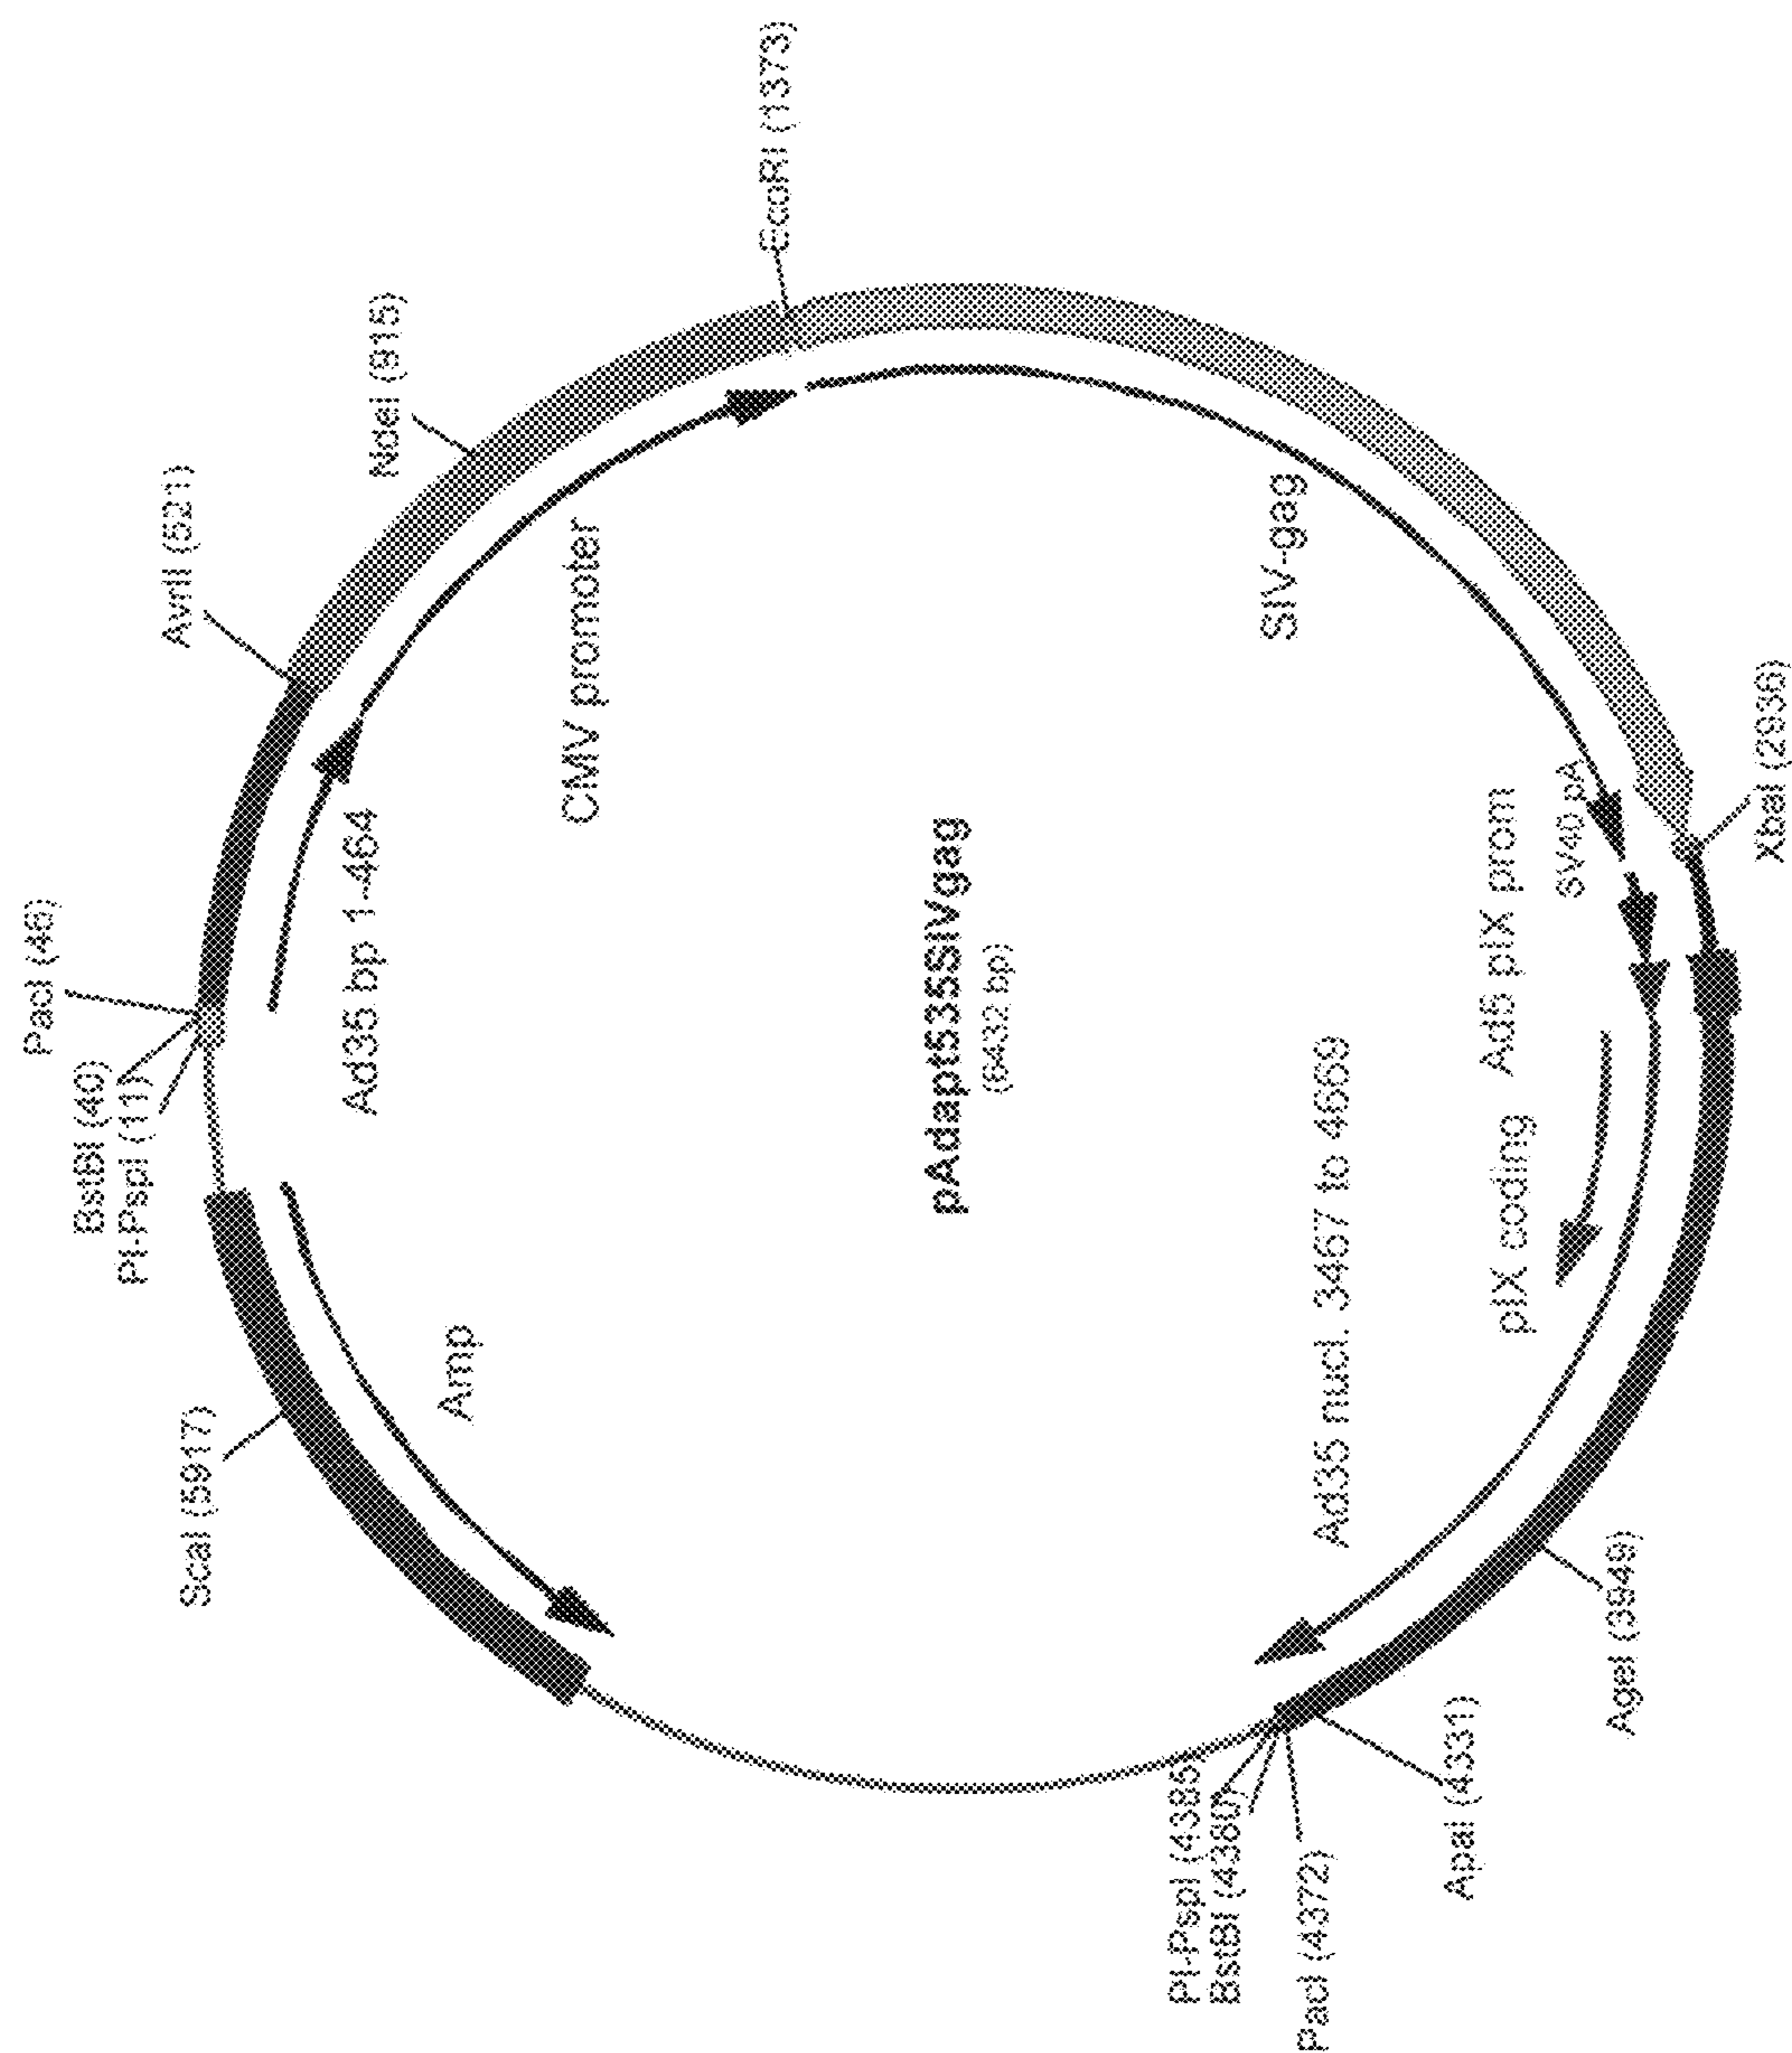 PacI (46)
BstBI (40)
PI-PspI (11)
AvrII (521)
NdeI (815)
EcoRI (1373)
ScaI (5917)
Ad35 bp 1-464
Amp
CMV promoter
pAdapt535SIVgag
(6432 bp)
SIV-gag
Ad35 nucl. 3467 to 4669
Ad5 pIX prom
pIX coding
SV40 pA
XbaI (2936)
PI-PspI (4385)
BstBI (4380)
PacI (4372)
ApaI (4331)
AgeI (3949)